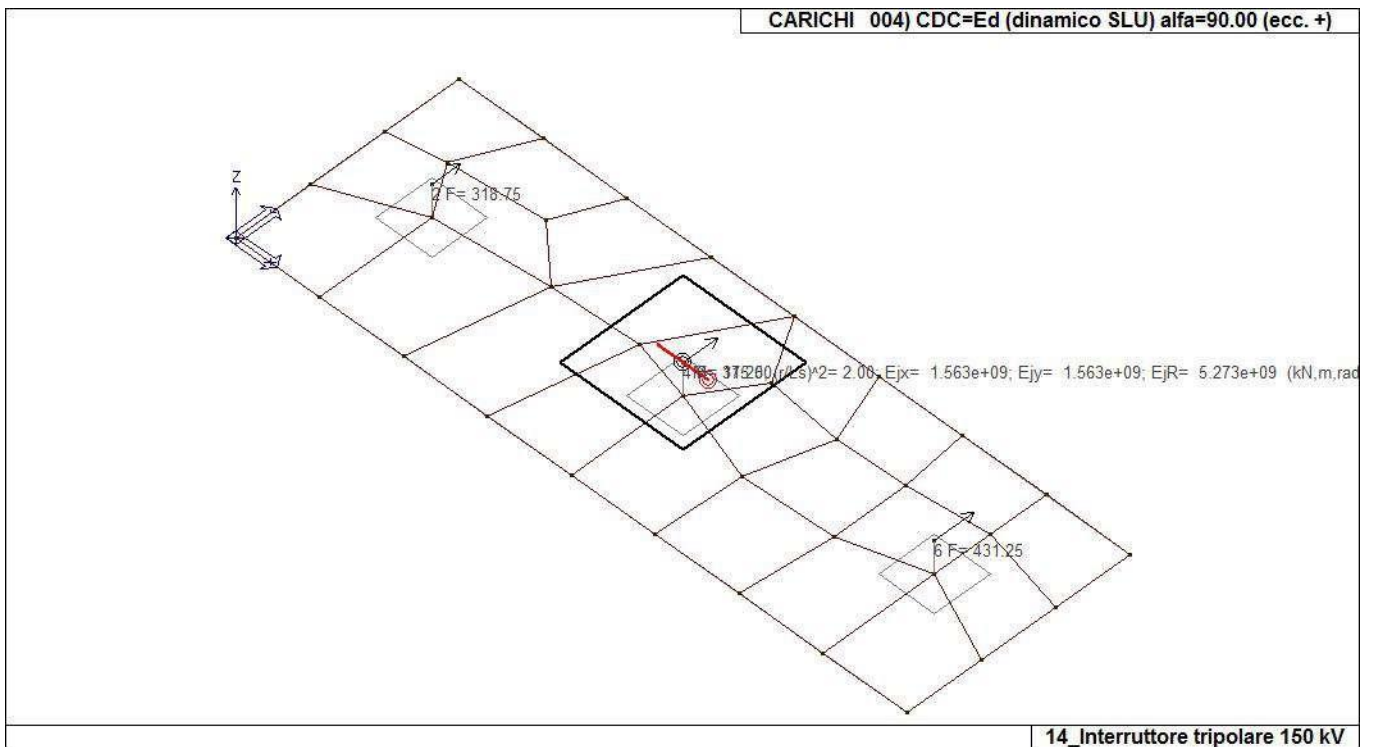 CARICHI 004) CDC=Ed (dinamico SLU) alfa=90.00 (ecc. +)
Z
2 F= 318.75
(r/Ls)^2= 2.00; Ejx= 1.563e+09; Ejy= 1.563e+09; EjR= 5.273e+09 (kN,m,rad
6 F= 431.25
14_Interruttore tripolare 150 kV